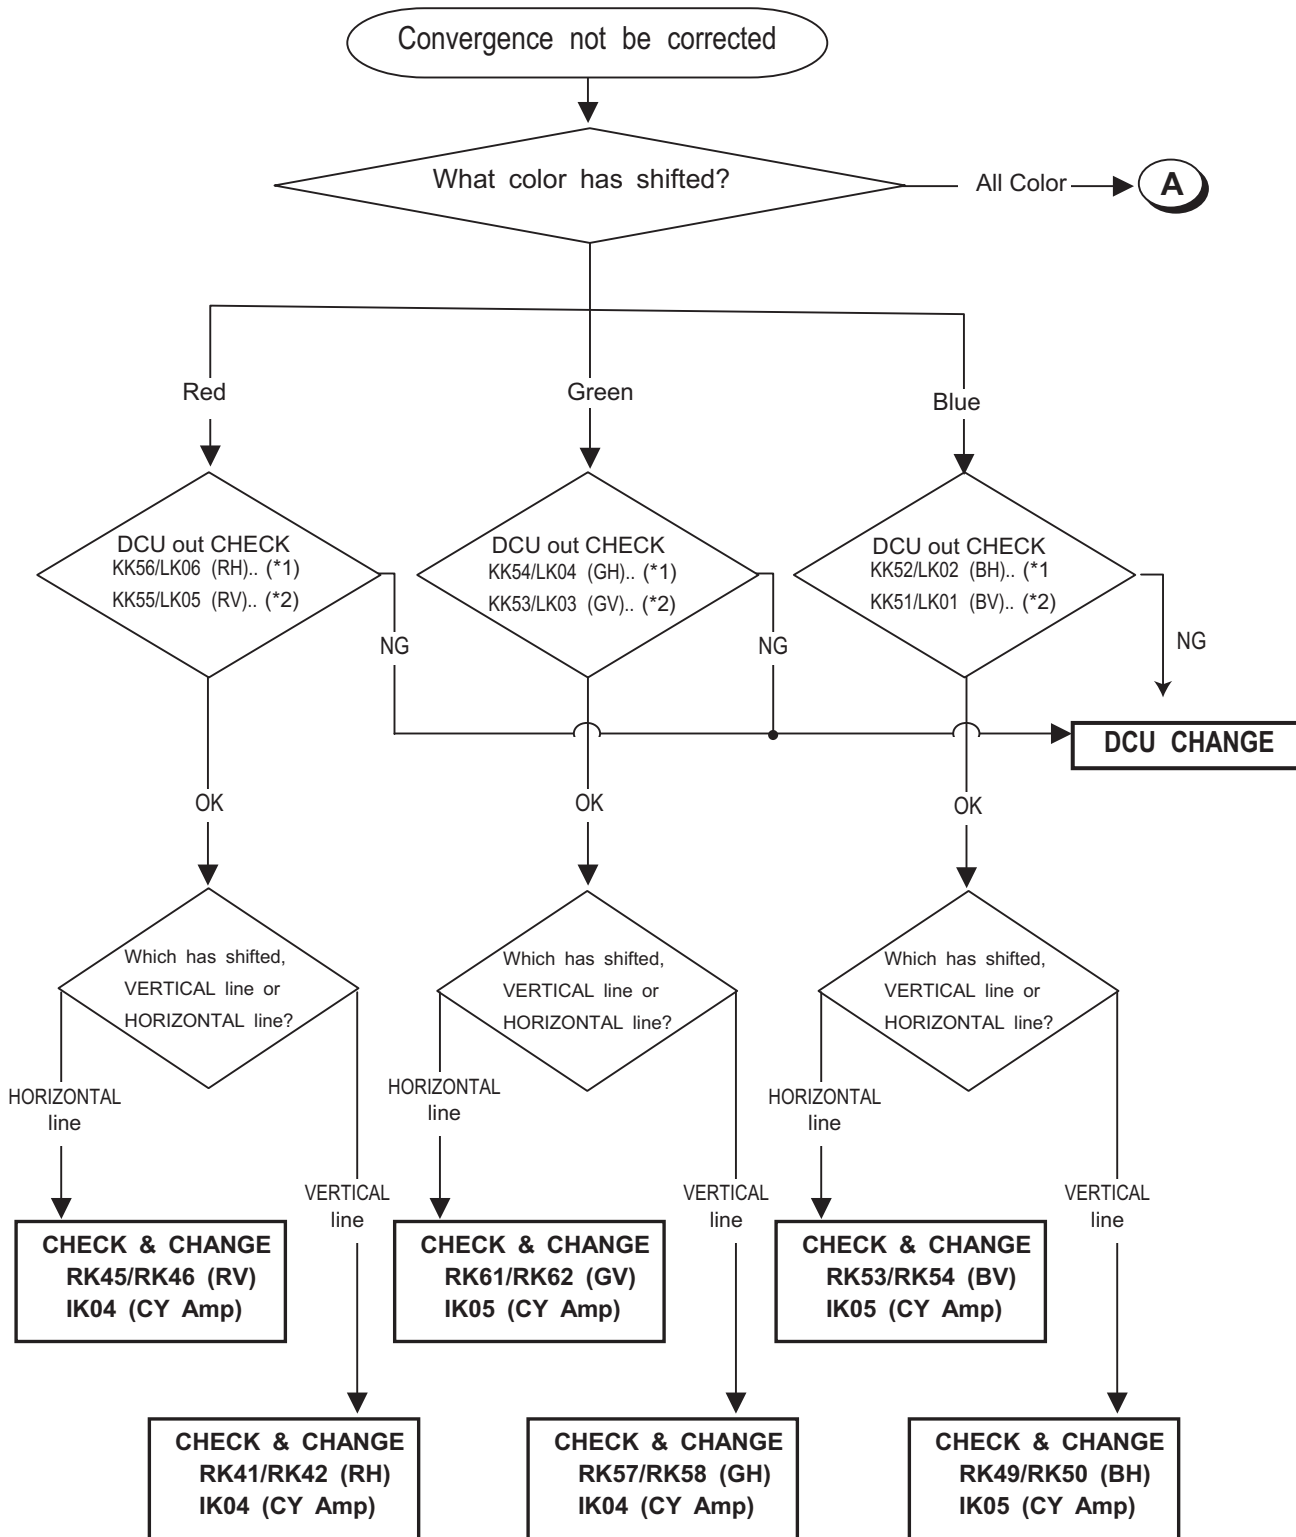 Convergence not be corrected
What color has shifted?
All Color
A
Red
Green
Blue
DCU out CHECK
KK56/LK06 (RH).. (*1)
KK55/LK05 (RV).. (*2)
DCU out CHECK
KK54/LK04 (GH).. (*1)
KK53/LK03 (GV).. (*2)
DCU out CHECK
KK52/LK02 (BH).. (*1
KK51/LK01 (BV).. (*2)
NG
NG
NG
DCU CHANGE
OK
OK
OK
Which has shifted,
VERTICAL line or
HORIZONTAL line?
Which has shifted,
VERTICAL line or
HORIZONTAL line?
Which has shifted,
VERTICAL line or
HORIZONTAL line?
HORIZONTAL
line
HORIZONTAL
line
HORIZONTAL
line
VERTICAL
line
VERTICAL
line
VERTICAL
line
CHECK & CHANGE
RK45/RK46 (RV)
IK04 (CY Amp)
CHECK & CHANGE
RK61/RK62 (GV)
IK05 (CY Amp)
CHECK & CHANGE
RK53/RK54 (BV)
IK05 (CY Amp)
CHECK & CHANGE
RK41/RK42 (RH)
IK04 (CY Amp)
CHECK & CHANGE
RK57/RK58 (GH)
IK04 (CY Amp)
CHECK & CHANGE
RK49/RK50 (BH)
IK05 (CY Amp)